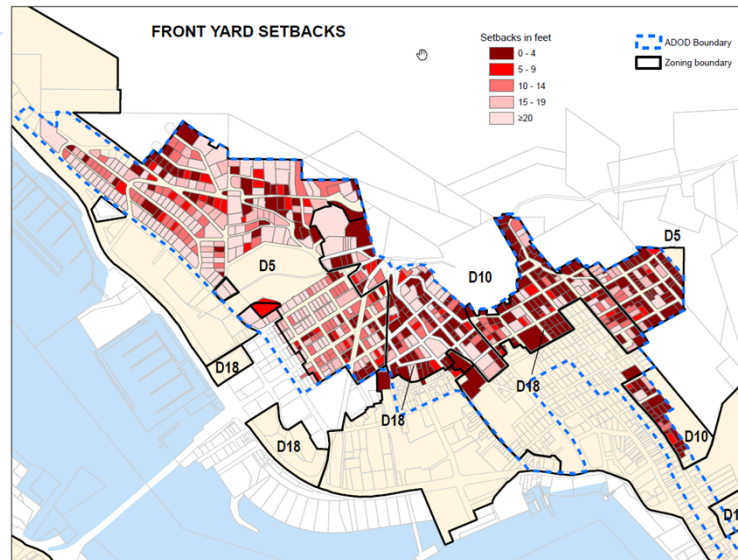 FRONT YARD SETBACKS
Setbacks in feet
0 - 4
5 - 9
10 - 14
15 - 19
≥20
ADOD Boundary
Zoning boundary
D5
D10
D5
D18
D18
D18
D18
D10